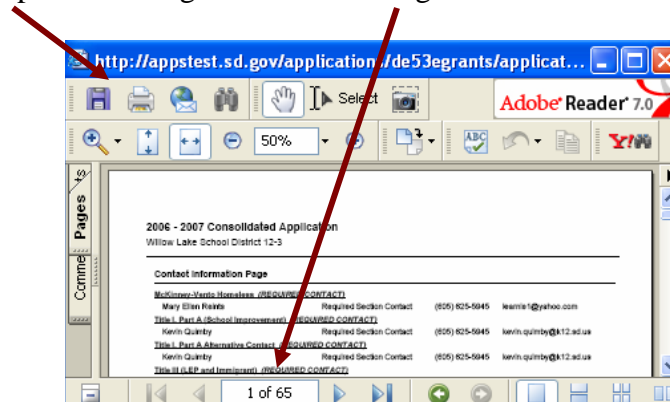 http://appstest.sd.gov/applications/de53egrants/applicat...
Select
Adobe® Reader® 7.0
50%
ABC
Y!
Pages
Comme
2006 - 2007 Consolidated Application
Willow Lake School District 12-3
Contact Information Page
McKinney-Vento Homeless (REQUIRED CONTACT)
Mary Ellen Reints Required Section Contact (605) 625-5945 lesmie1@yahoo.com
Title I, Part A (School Improvement) (REQUIRED CONTACT)
Kevin Quimby Required Section Contact (605) 625-5945 kevin.quimby@k12.sd.us
Title I, Part A Alternative Contact (REQUIRED CONTACT)
Kevin Quimby Required Section Contact (605) 625-5945 kevin.quimby@k12.sd.us
Title III (LEP and Immigrant) (REQUIRED CONTACT)
1 of 65